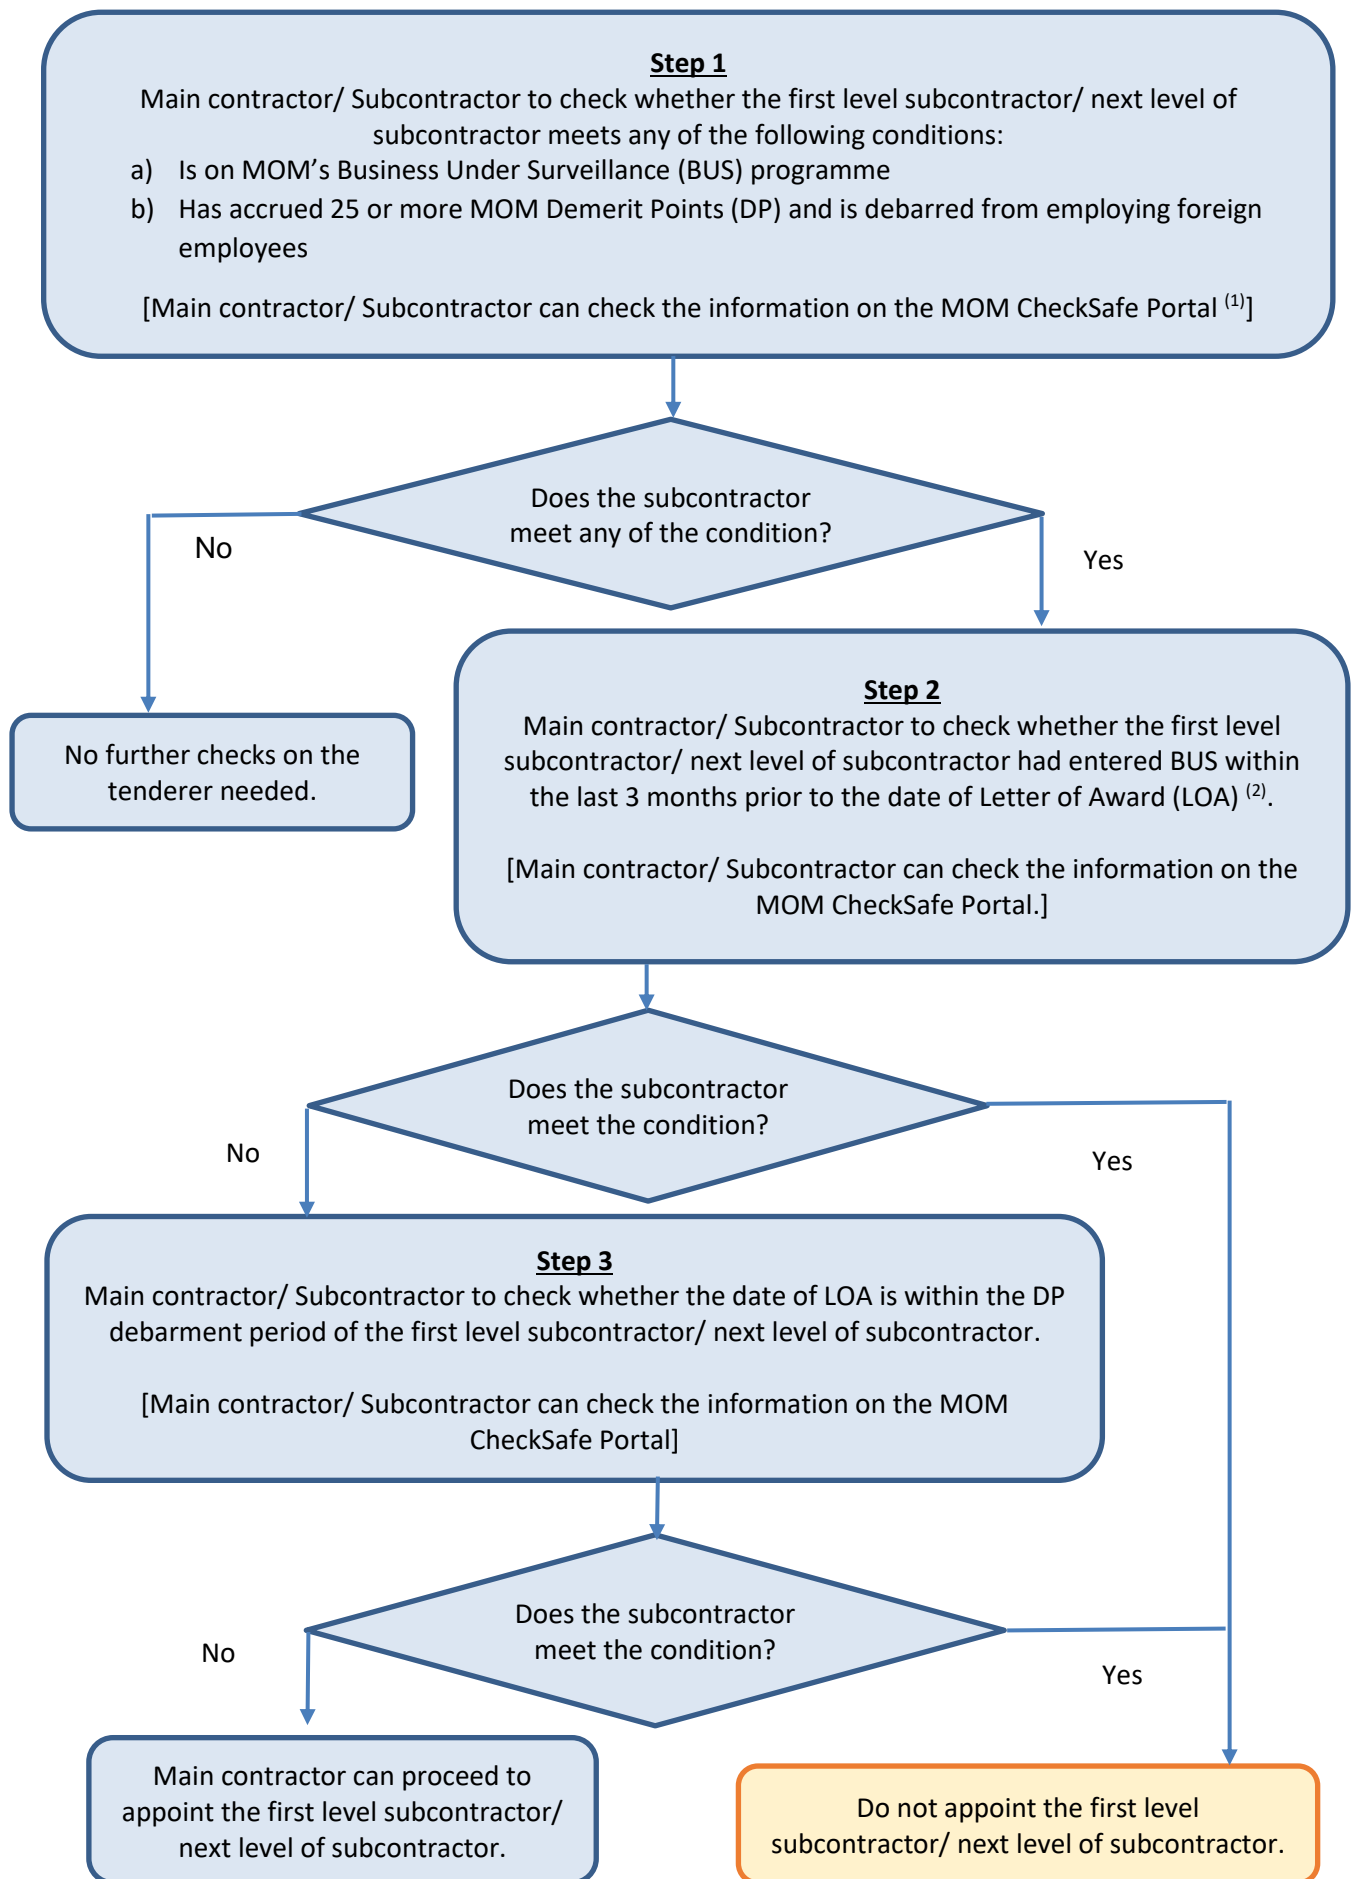 Step 1
Main contractor/ Subcontractor to check whether the first level subcontractor/ next level of
subcontractor meets any of the following conditions:
a) Is on MOM’s Business Under Surveillance (BUS) programme
b) Has accrued 25 or more MOM Demerit Points (DP) and is debarred from employing foreign
employees
[Main contractor/ Subcontractor can check the information on the MOM CheckSafe Portal (1)]
Does the subcontractor
meet any of the condition?
No
Yes
No further checks on the
tenderer needed.
Step 2
Main contractor/ Subcontractor to check whether the first level
subcontractor/ next level of subcontractor had entered BUS within
the last 3 months prior to the date of Letter of Award (LOA) (2).
[Main contractor/ Subcontractor can check the information on the
MOM CheckSafe Portal.]
Does the subcontractor
meet the condition?
No
Yes
Step 3
Main contractor/ Subcontractor to check whether the date of LOA is within the DP
debarment period of the first level subcontractor/ next level of subcontractor.
[Main contractor/ Subcontractor can check the information on the MOM
CheckSafe Portal]
Does the subcontractor
meet the condition?
No
Yes
Main contractor can proceed to
appoint the first level subcontractor/
next level of subcontractor.
Do not appoint the first level
subcontractor/ next level of subcontractor.